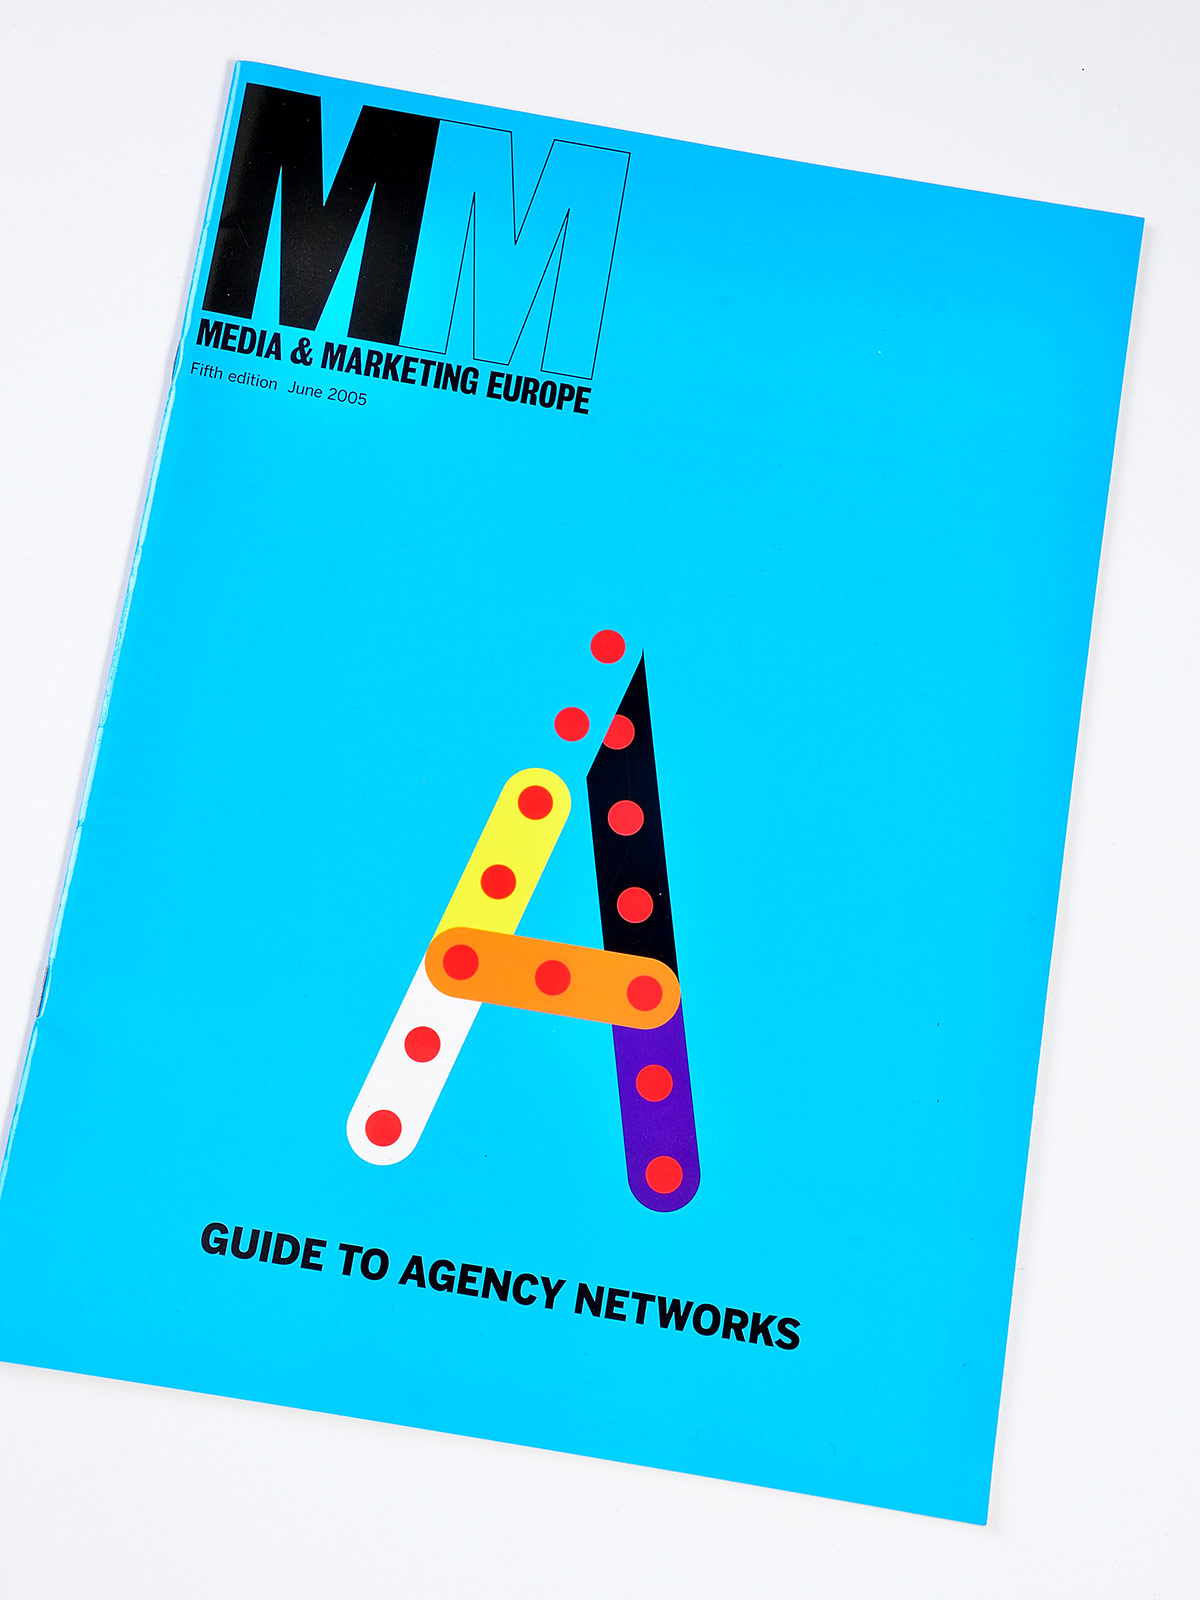 MM
MEDIA & MARKETING EUROPE
Fifth edition June 2005
A
GUIDE TO AGENCY NETWORKS